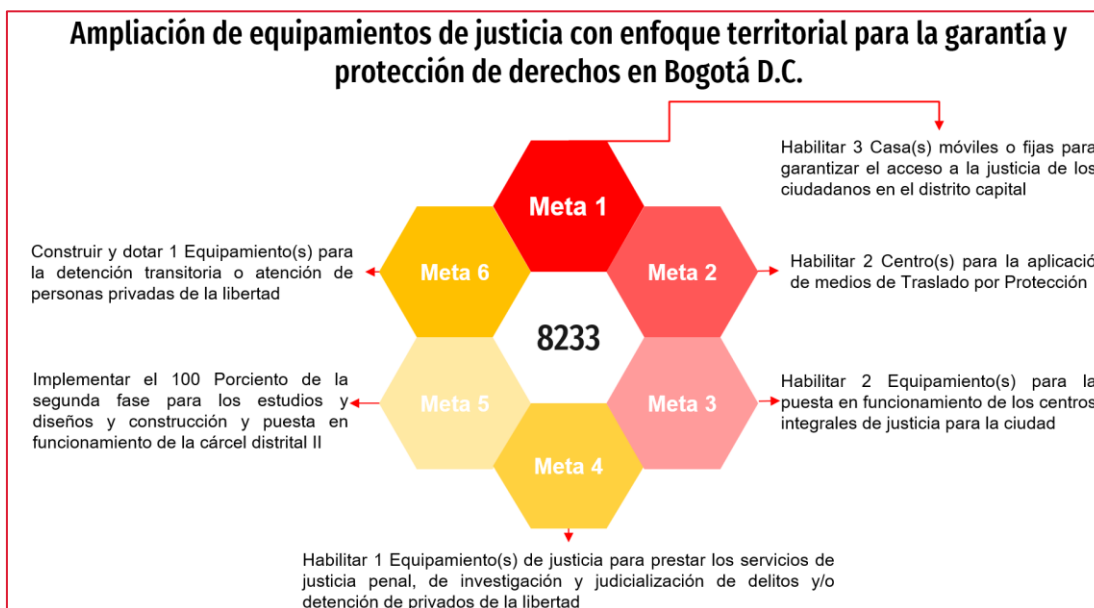 Ampliación de equipamientos de justicia con enfoque territorial para la garantía y
protección de derechos en Bogotá D.C.
Meta 1
Habilitar 3 Casa(s) móviles o fijas para
garantizar el acceso a la justicia de los
ciudadanos en el distrito capital
Meta 2
Habilitar 2 Centro(s) para la aplicació
de medios de Traslado por Protección
Meta 3
Habilitar 2 Equipamiento(s) para la
puesta en funcionamiento de los centros
integrales de justicia para la ciudad
Meta 4
Habilitar 1 Equipamiento(s) de justicia para prestar los servicios de
justicia penal, de investigación y judicialización de delitos y/o
detención de privados de la libertad
Meta 5
Implementar el 100 Porciento de la
segunda fase para los estudios y
diseños y construcción y puesta en
funcionamiento de la cárcel distrital II
Meta 6
Construir y dotar 1 Equipamiento(s) para
la detención transitoria o atención de
personas privadas de la libertad
8233